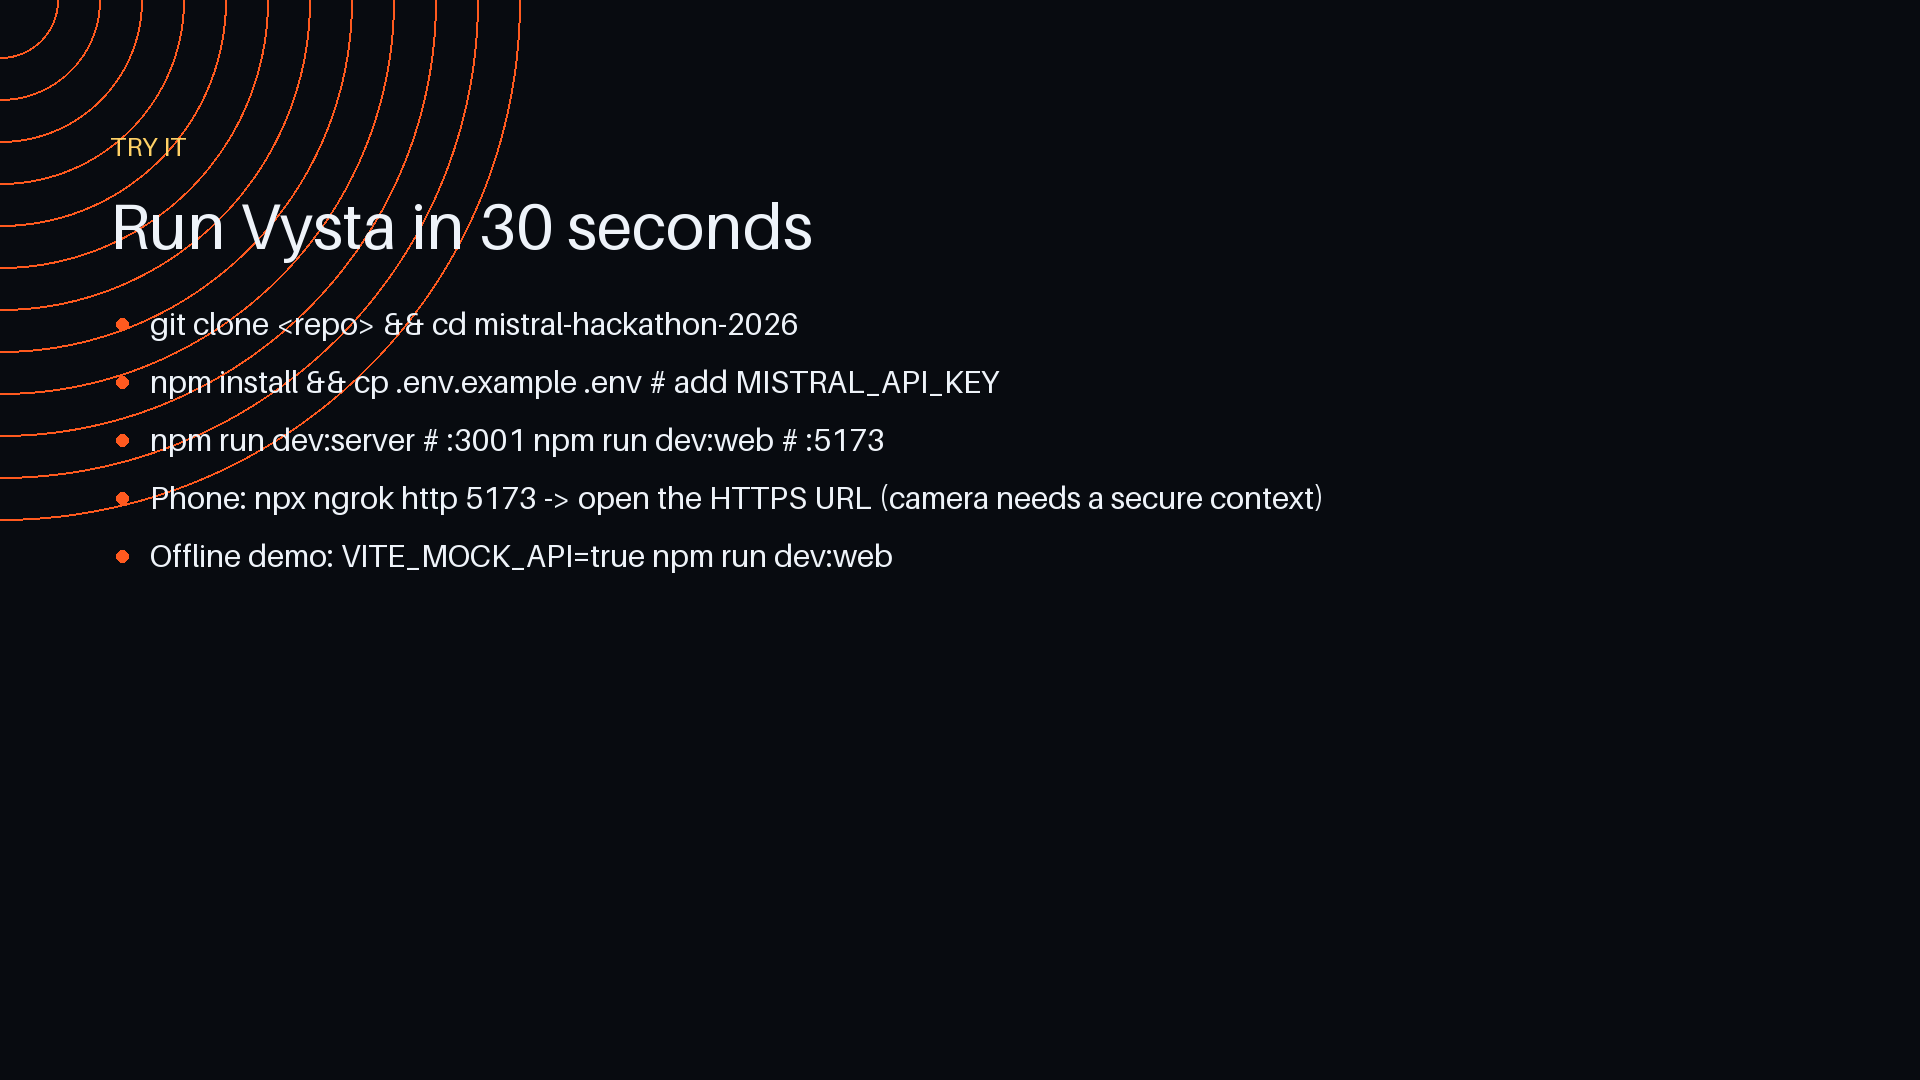 TRY IT
Run Vysta in 30 seconds
git clone <repo> && cd mistral-hackathon-2026
npm install && cp .env.example .env # add MISTRAL_API_KEY
npm run dev:server # :3001 npm run dev:web # :5173
Phone: npx ngrok http 5173 -> open the HTTPS URL (camera needs a secure context)
Offline demo: VITE_MOCK_API=true npm run dev:web